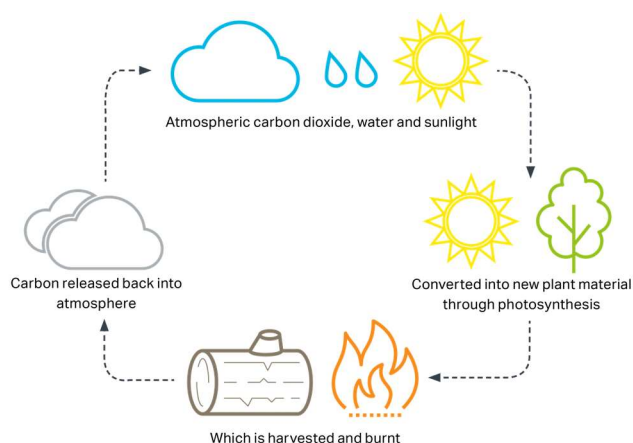 Atmospheric carbon dioxide, water and sunlight
Converted into new plant material
through photosynthesis
Which is harvested and burnt
Carbon released back into
atmosphere